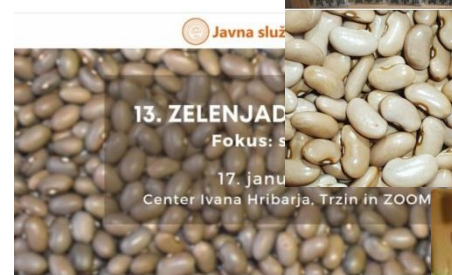 Javna služ
13. ZELENJAD
Fokus: s
17. janu
Center Ivana Hribarja, Trzin in ZOOM